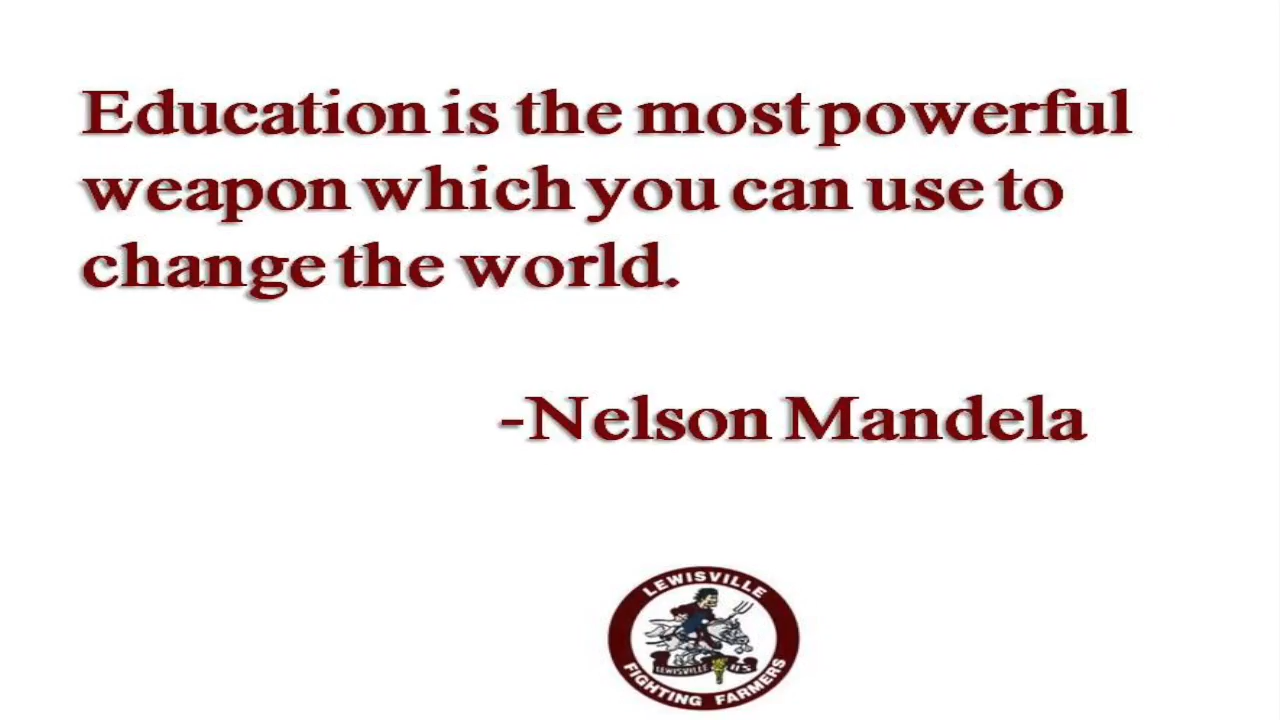 Education is the most powerful
weapon which you can use to
change the world.
-Nelson Mandela
LEWISVILLE
LEWISVILLE H.S.
FIGHTING FARMERS